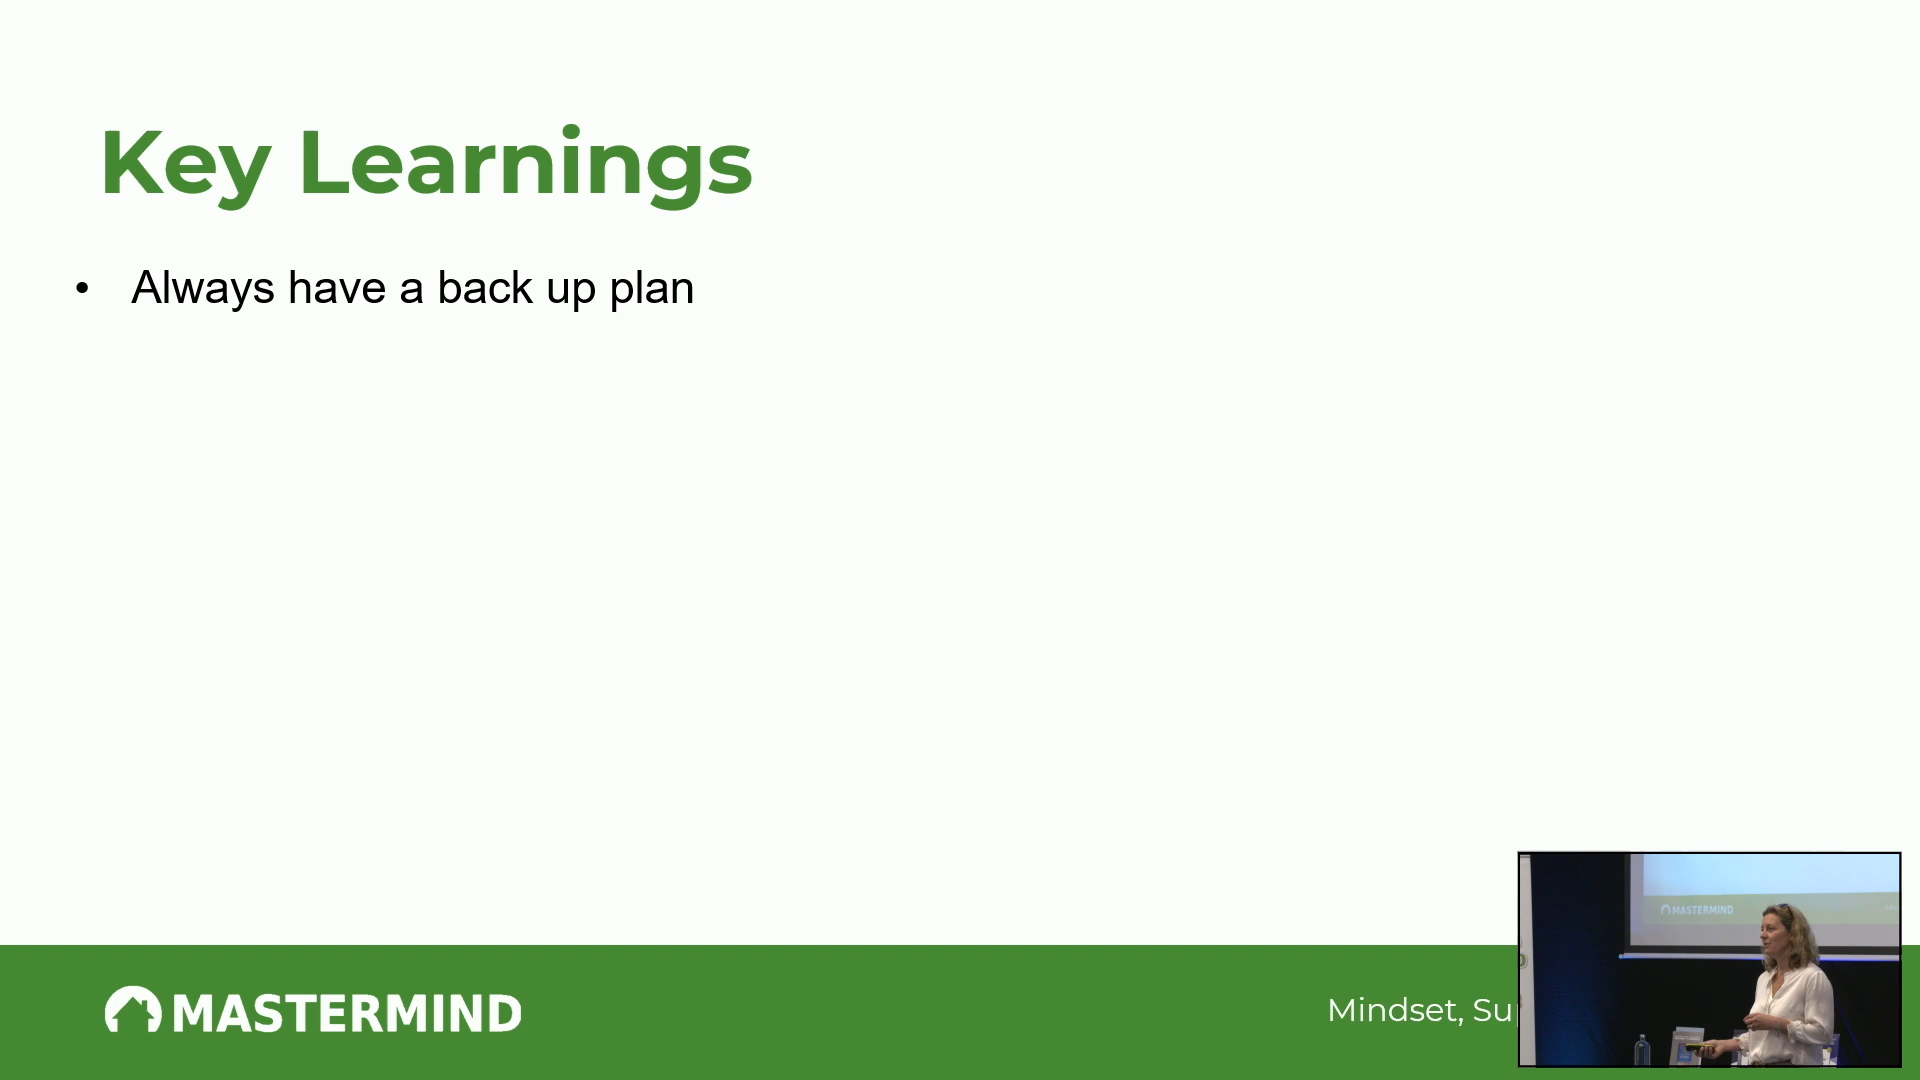 Key Learnings
• Always have a back up plan
MASTERMIND
Mindset, Su
MASTERMIND